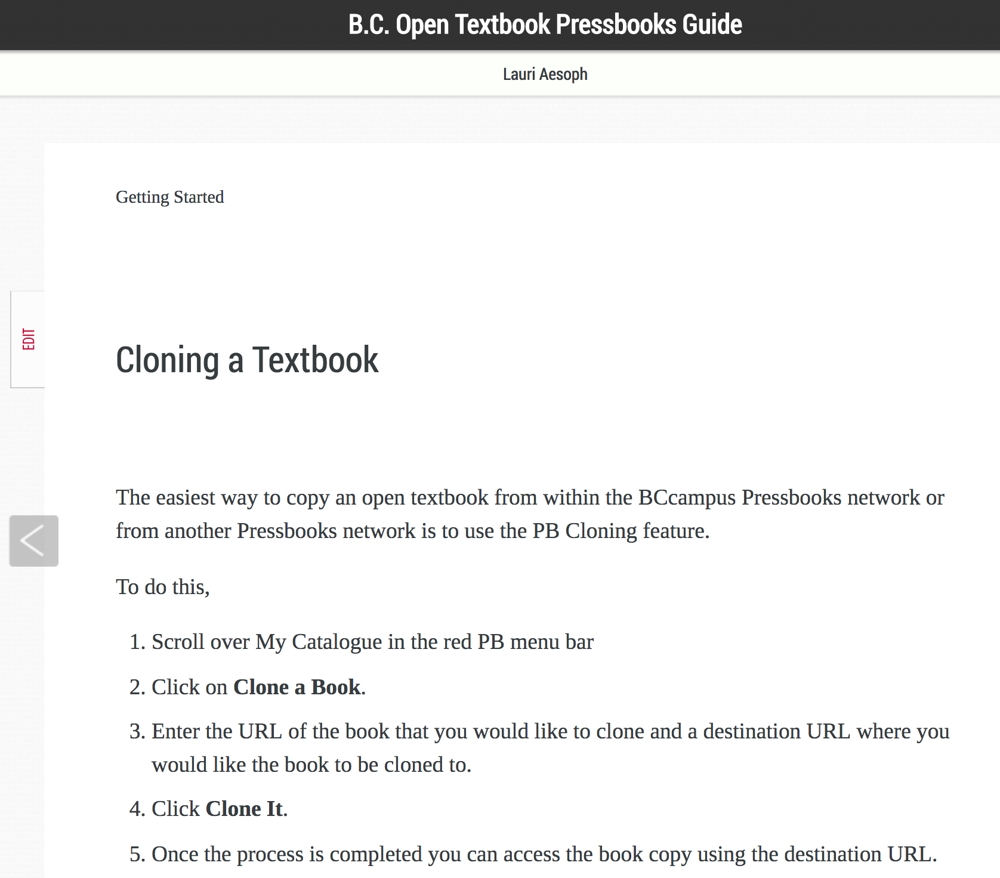 B.C. Open Textbook Pressbooks Guide
Lauri Aesoph
Getting Started
EDIT
Cloning a Textbook
The easiest way to copy an open textbook from within the BCcampus Pressbooks network or
from another Pressbooks network is to use the PB Cloning feature.
To do this,
1. Scroll over My Catalogue in the red PB menu bar
2. Click on Clone a Book.
3. Enter the URL of the book that you would like to clone and a destination URL where you
would like the book to be cloned to.
4. Click Clone It.
5. Once the process is completed you can access the book copy using the destination URL.